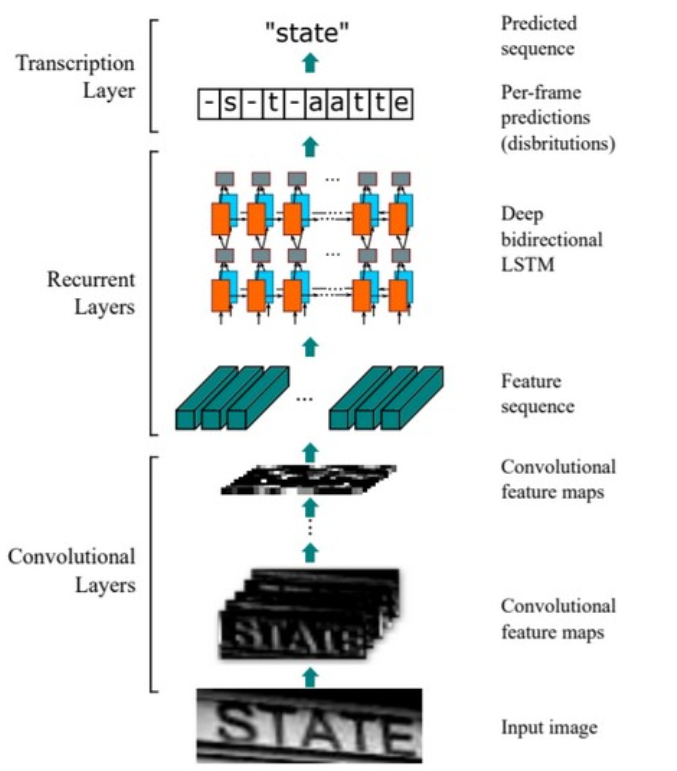 "state"
Predicted
sequence
Transcription
Layer
-s-t-aatte
Per-frame
predictions
(disbritutions)
...
Deep
bidirectional
LSTM
...
Recurrent
Layers
Feature
sequence
...
Convolutional
feature maps
Convolutional
Layers
STATE
Convolutional
feature maps
STATE
Input image